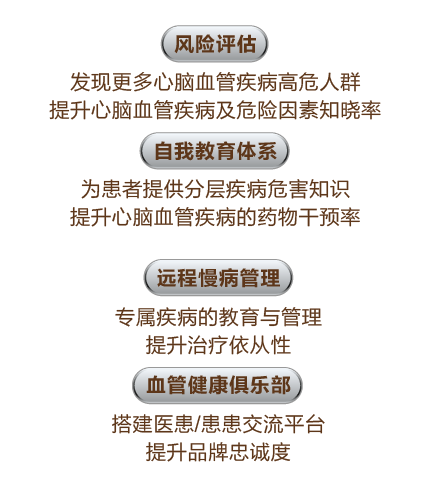 风险评估
发现更多心脑血管疾病高危人群
提升心脑血管疾病及危险因素知晓率
自我教育体系
为患者提供分层疾病危害知识
提升心脑血管疾病的药物干预率
远程慢病管理
专属疾病的教育与管理
提升治疗依从性
血管健康俱乐部
搭建医患/患患交流平台
提升品牌忠诚度